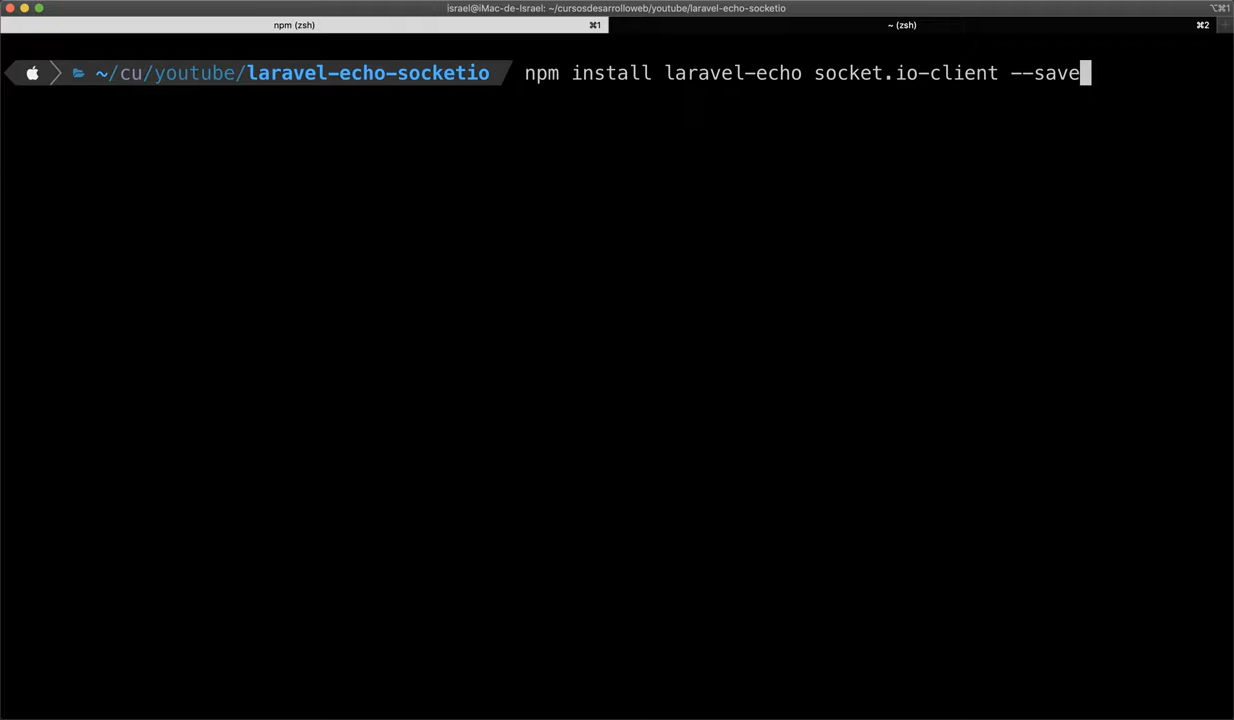 israel@iMac-de-Israel: ~/cursosdesarrolloweb/youtube/laravel-echo-socketio
⌥⌘1
npm (zsh)
⌘1
~ (zsh)
⌘2
~/cu/youtube/laravel-echo-socketio npm install laravel-echo socket.io-client --save